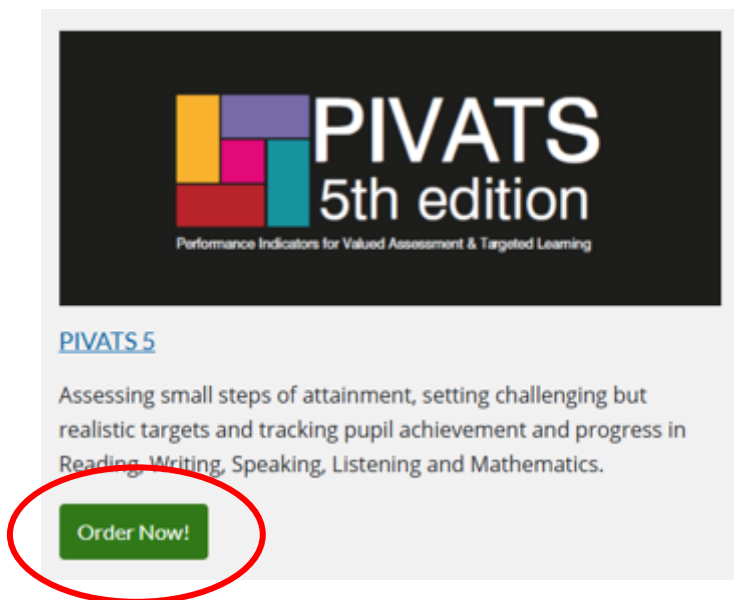 PIVATS
5th edition
Performance Indicators for Valued Assessment & Targeted Learning
PIVATS 5
Assessing small steps of attainment, setting challenging but
realistic targets and tracking pupil achievement and progress in
Reading, Writing, Speaking, Listening and Mathematics.
Order Now!